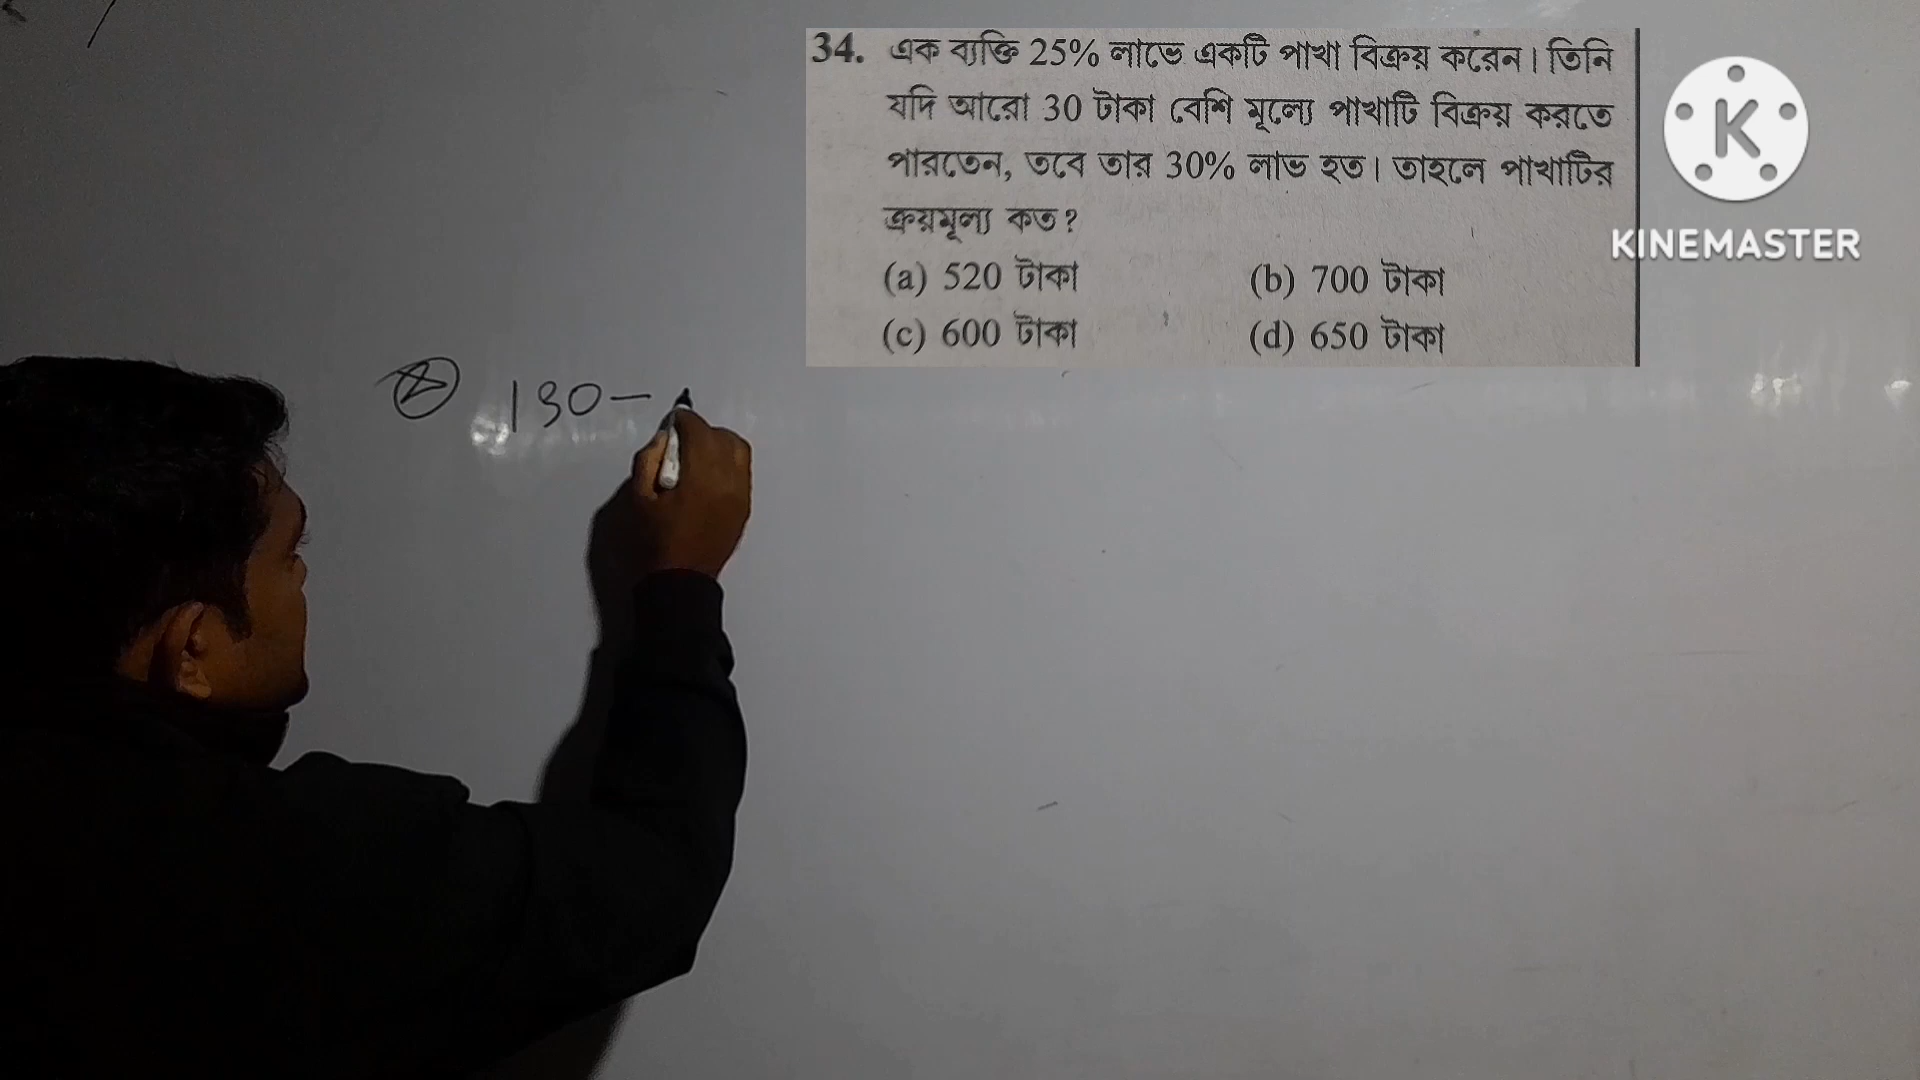 34. এক ব্যক্তি 25% লাভে একটি পাখা বিক্রয় করেন। তিনি
যদি আরো 30 টাকা বেশি মূল্যে পাখাটি বিক্রয় করতে
পারতেন, তবে তার 30% লাভ হত। তাহলে পাখাটির
ক্রয়মূল্য কত?
(a) 520 টাকা (b) 700 টাকা
(c) 600 টাকা (d) 650 টাকা
KINEMASTER
130 –